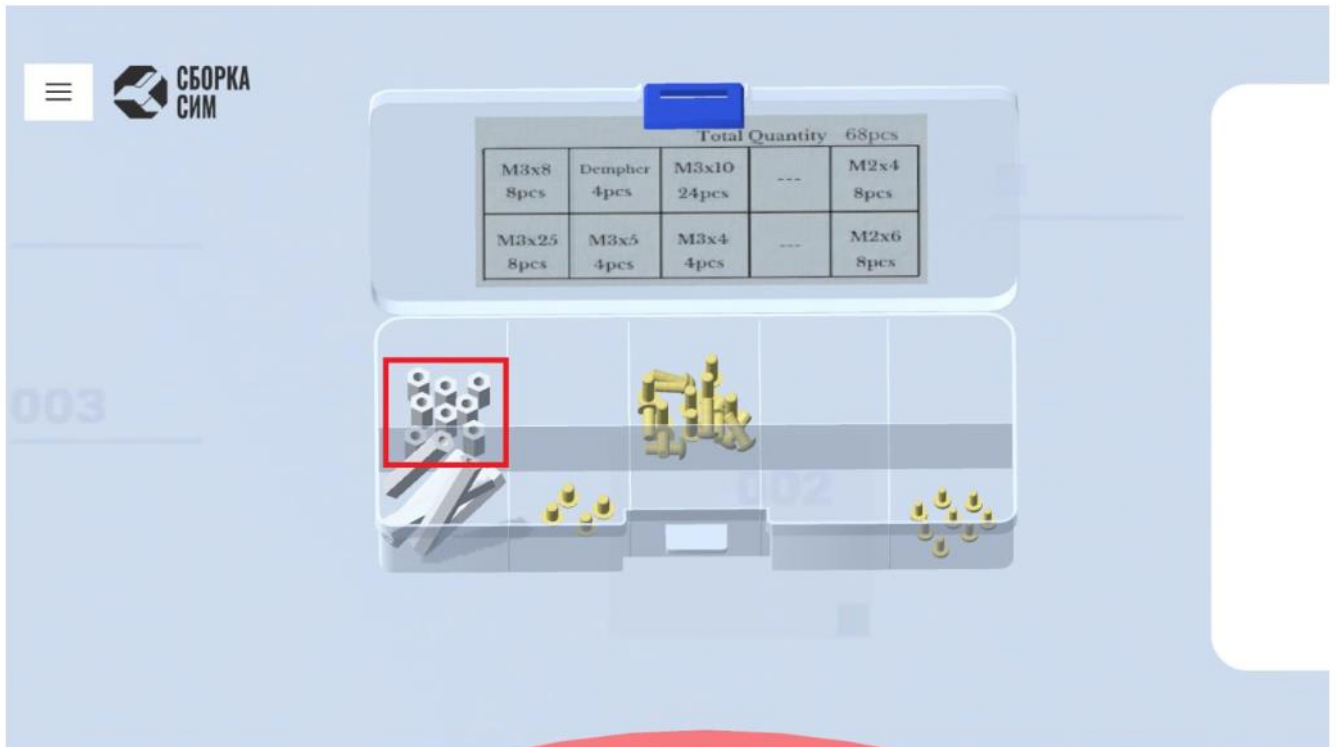 СБОРКА
СИМ
Total Quantity 68pcs
M3x8 Dempher M3x10 --- M2x4
8pcs 4pcs 24pcs 8pcs
M3x25 M3x5 M3x4 --- M2x6
8pcs 4pcs 4pcs 8pcs
003
002